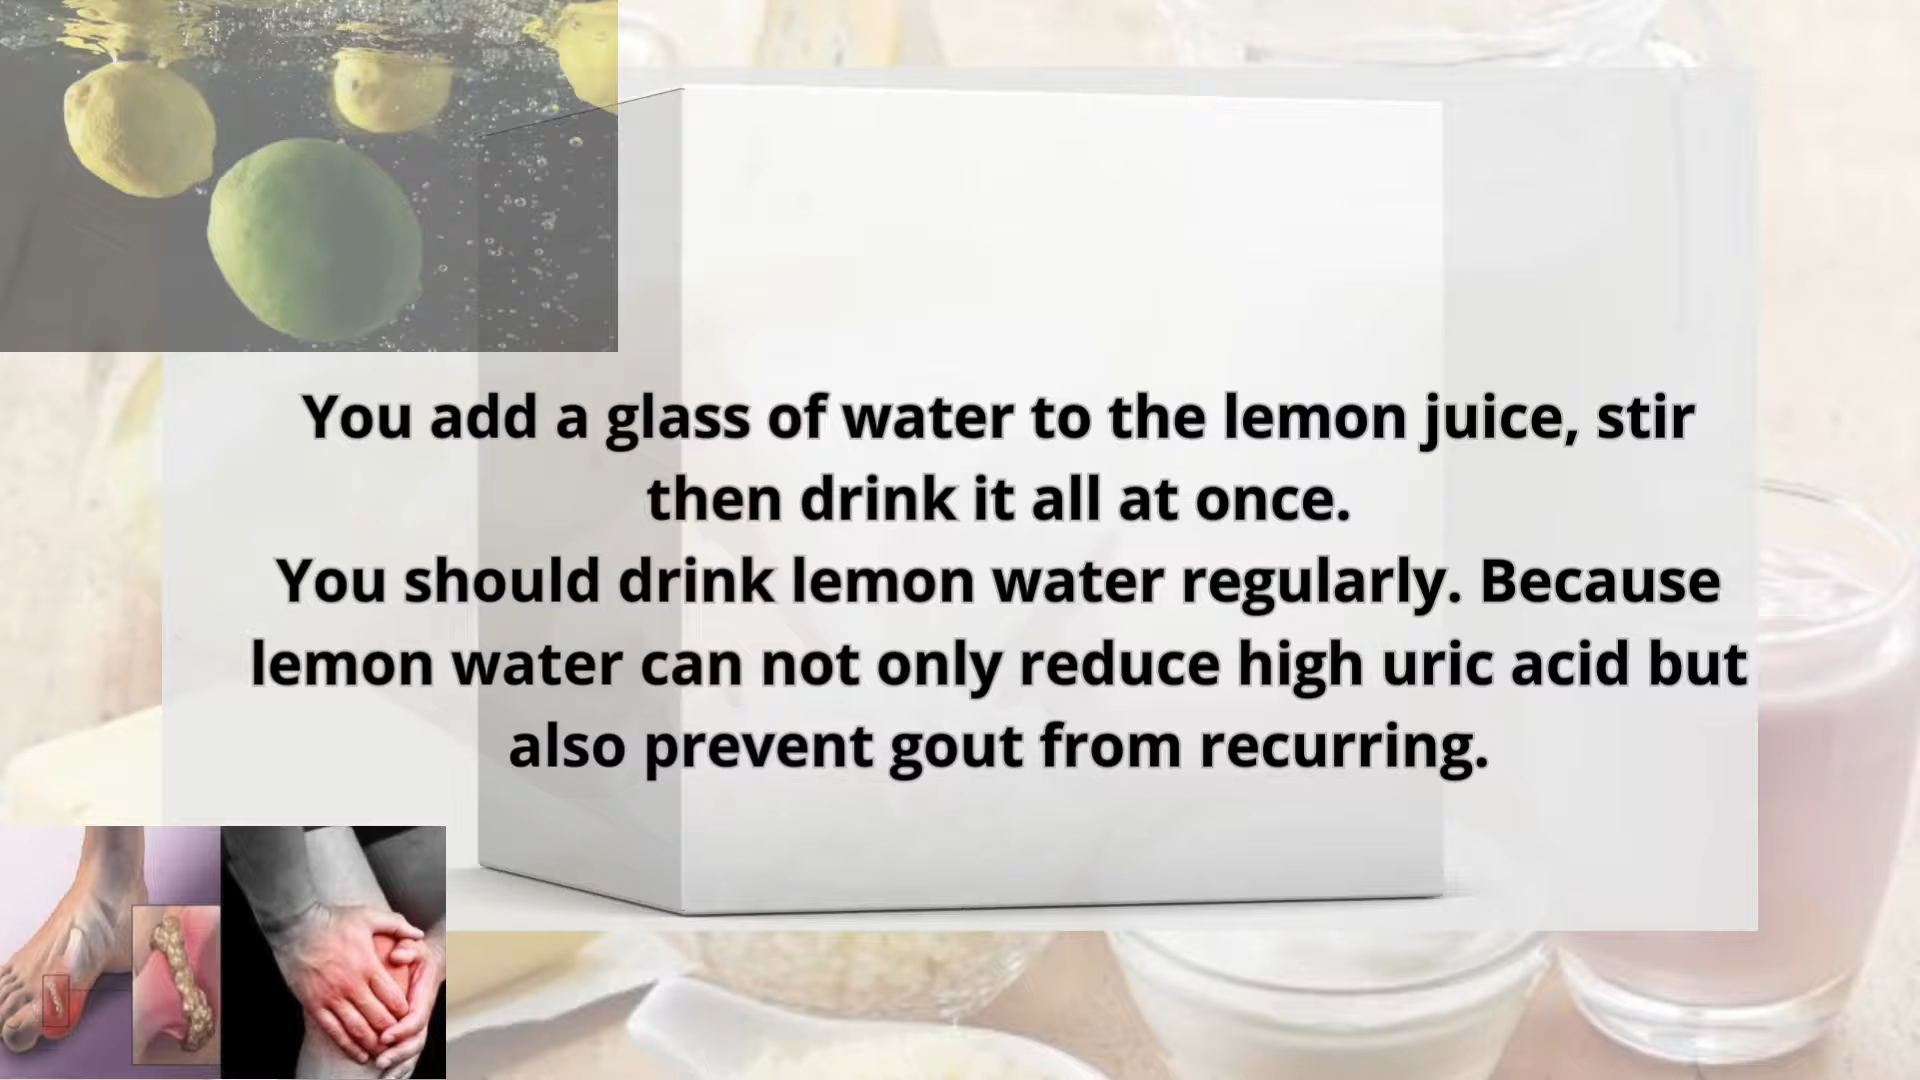 You add a glass of water to the lemon juice, stir
then drink it all at once.
You should drink lemon water regularly. Because
lemon water can not only reduce high uric acid but
also prevent gout from recurring.